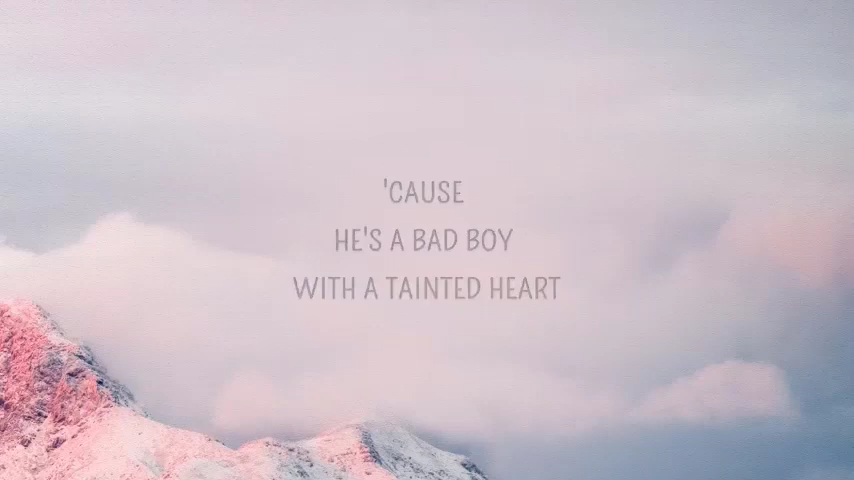 'CAUSE
HE'S A BAD BOY
WITH A TAINTED HEART